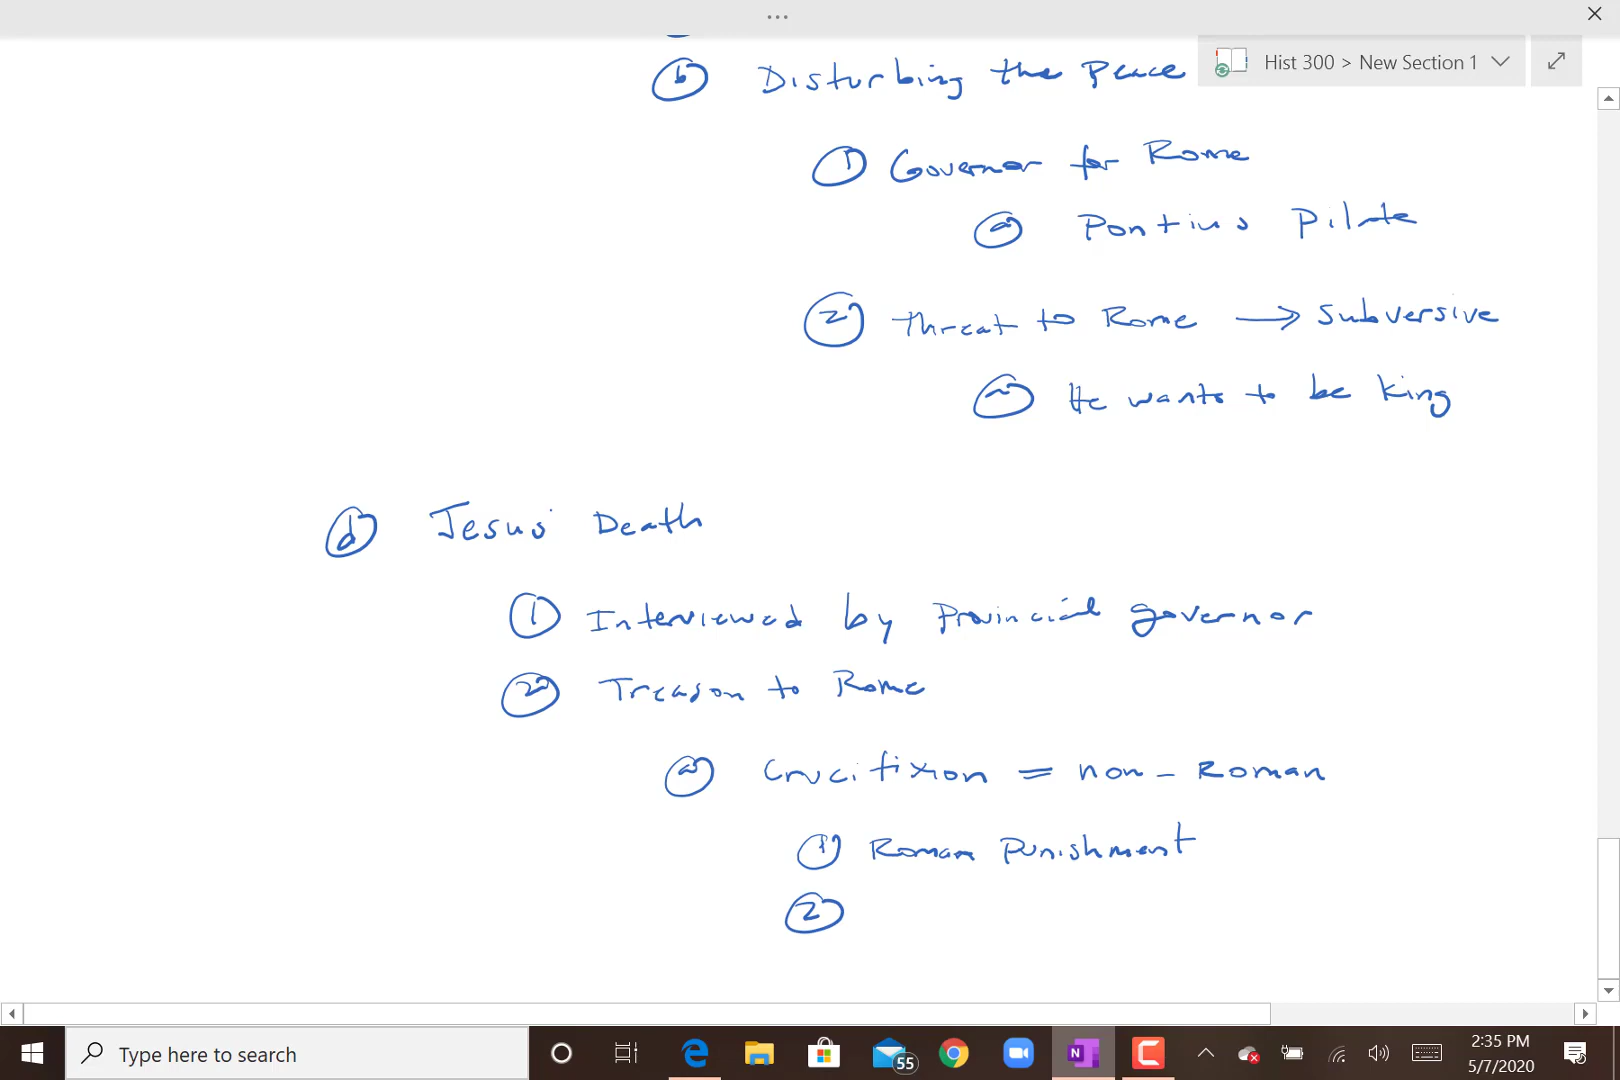 Hist 300 > New Section 1
b Disturbing the Peace
1 Governor for Rome
a Pontius Pilate
2 Threat to Rome → Subversive
a He wants to be king
d Jesus' Death
1 Interviewed by Provincial governor
2 Treason to Rome
a Crucifixion = non-Roman
1 Roman Punishment
2
Type here to search
55
2:35 PM
5/7/2020